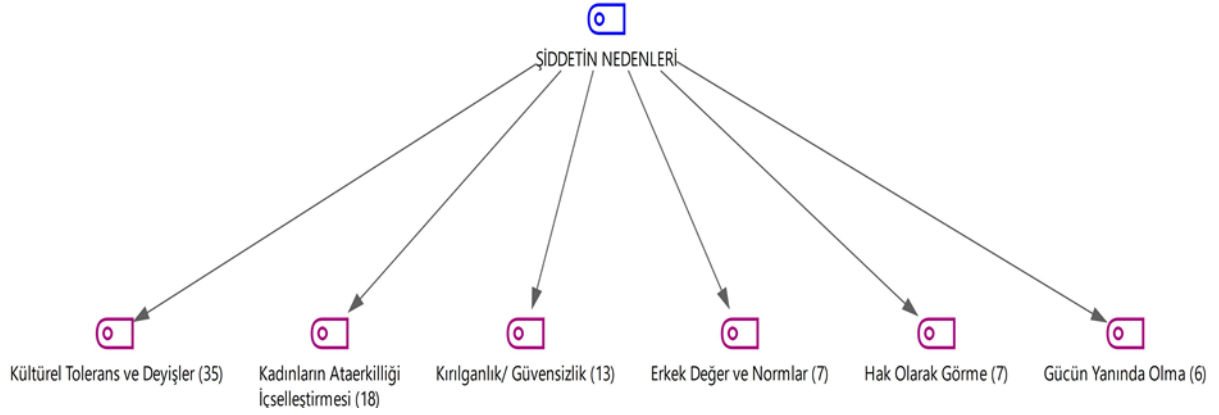 ŞİDDETİN NEDENLERİ
Kültürel Tolerans ve Deyişler (35)
Kadınların Ataerkilliği
İçselleştirmesi (18)
Kırılganlık/ Güvensizlik (13)
Erkek Değer ve Normlar (7)
Hak Olarak Görme (7)
Gücün Yanında Olma (6)